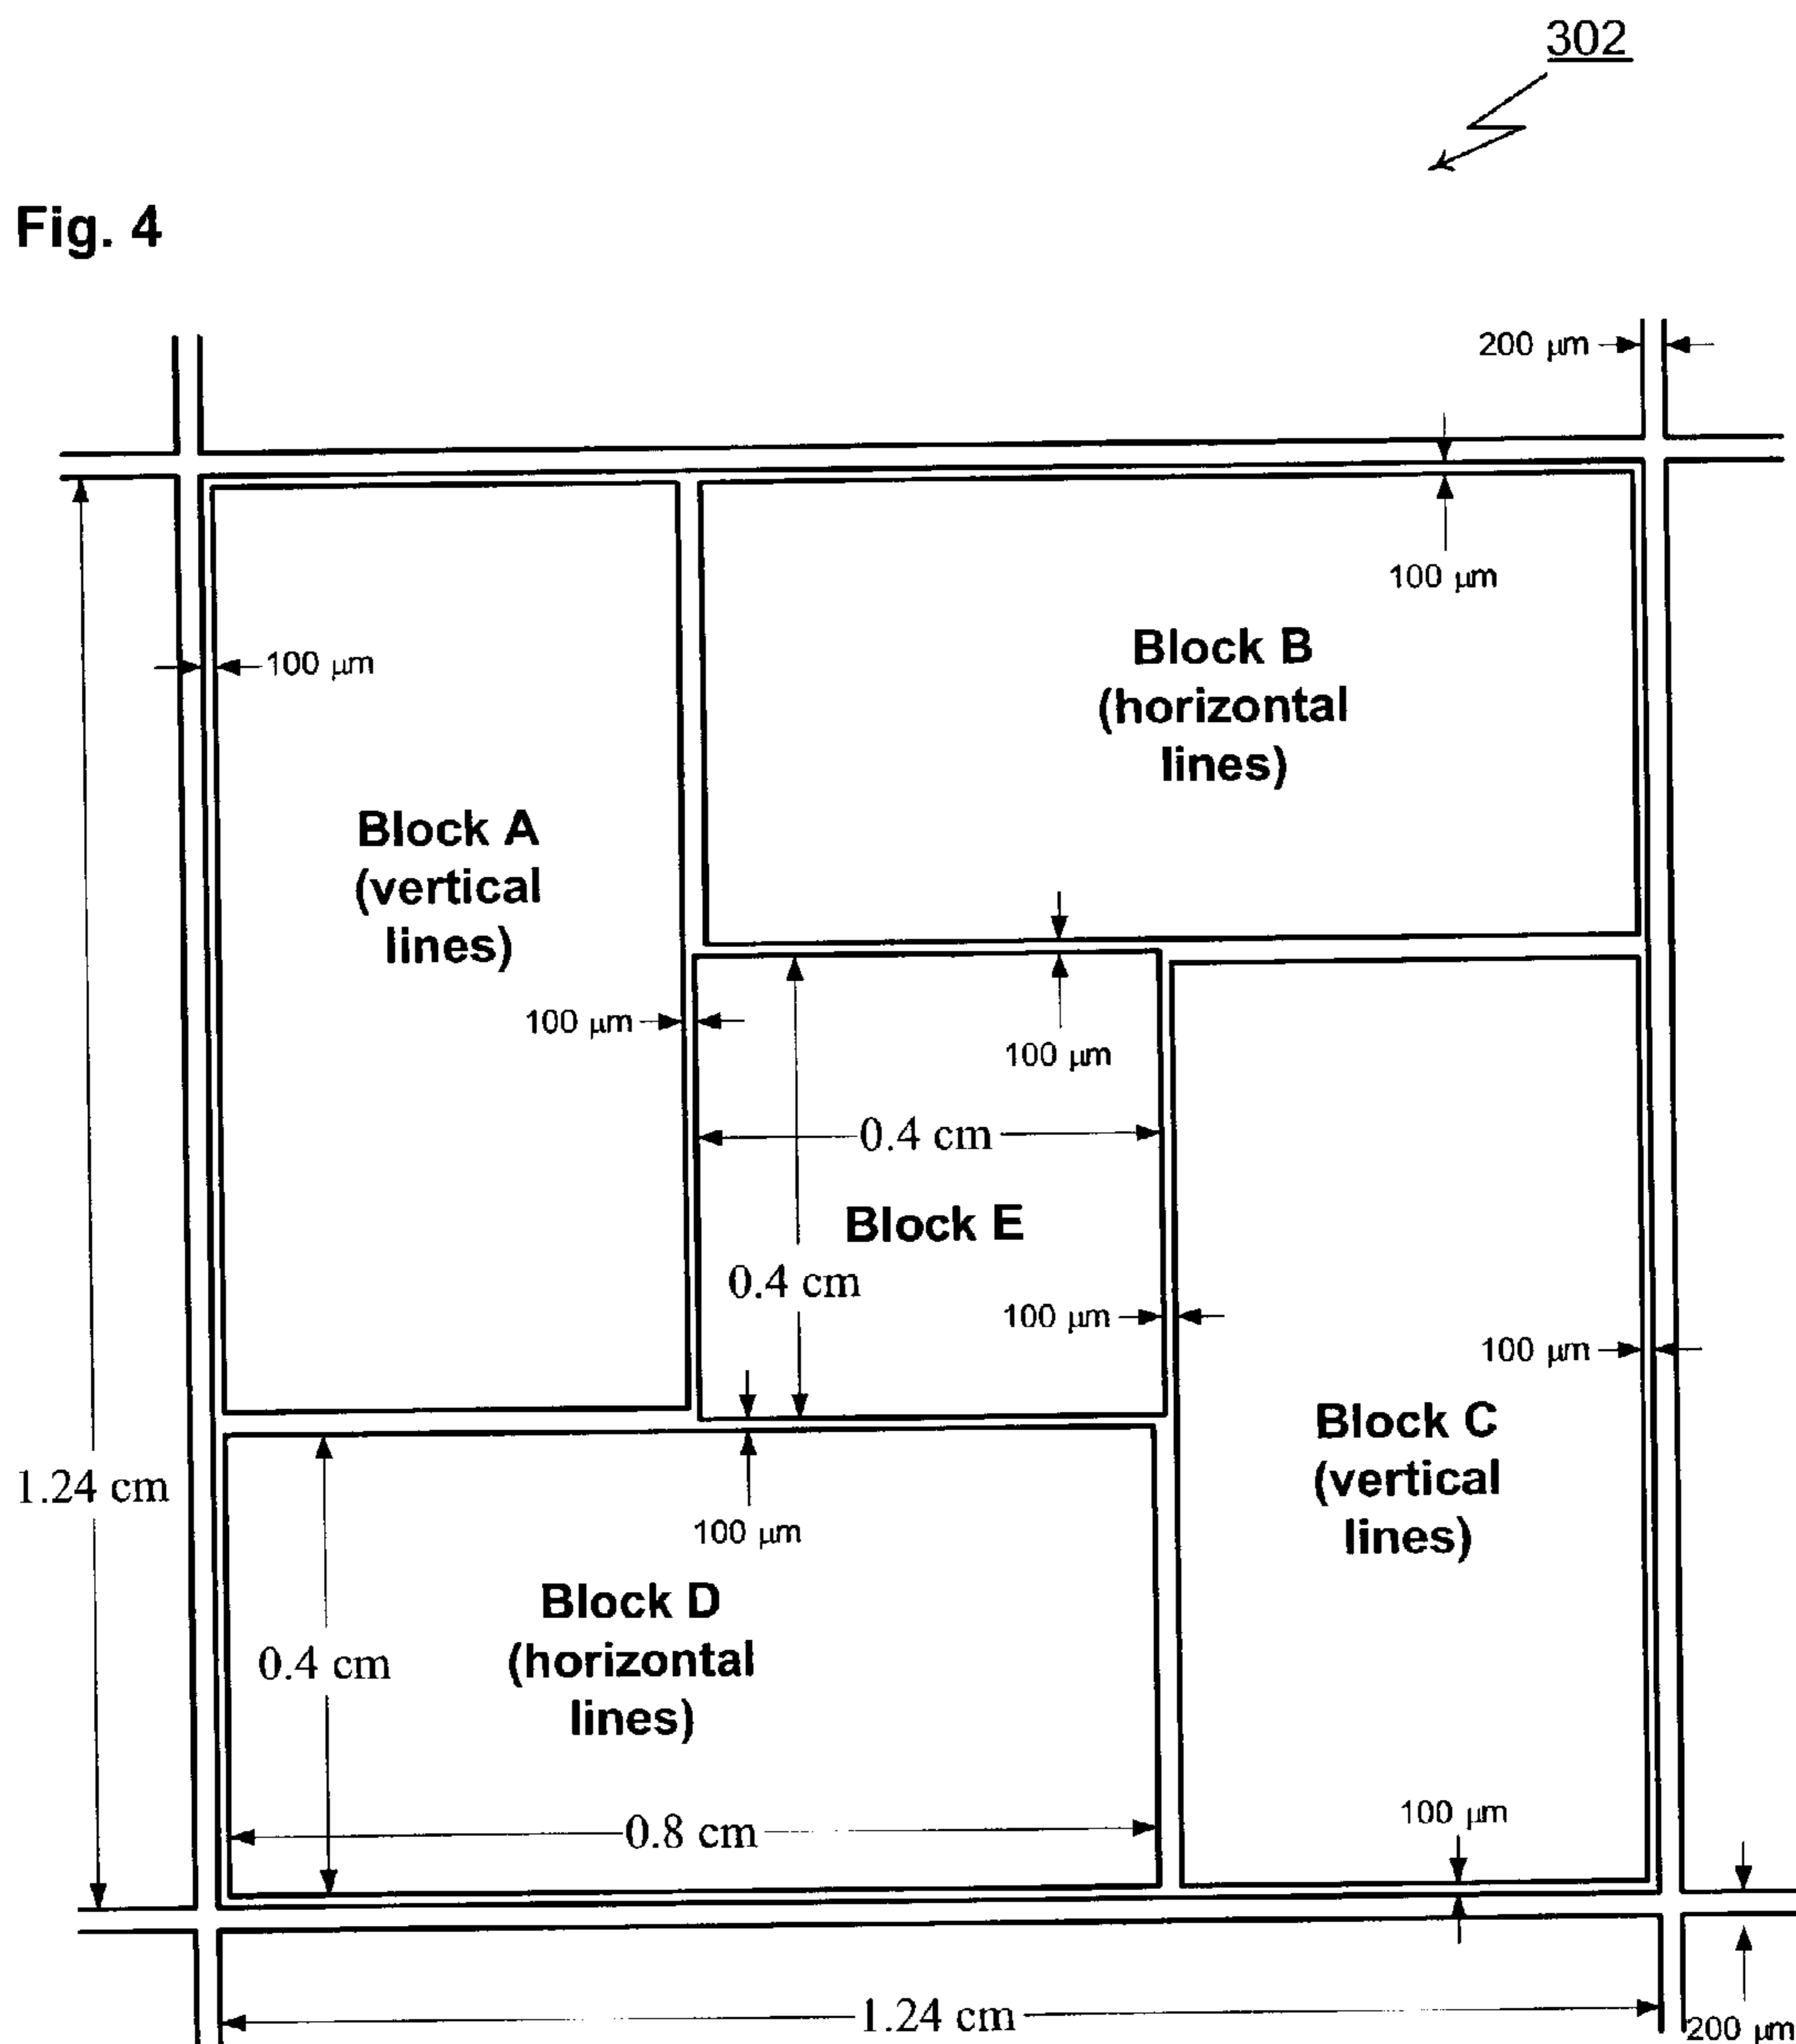 302
Fig. 4
200 μm
100 μm
Block B
(horizontal
lines)
100 μm
Block A
(vertical
lines)
100 μm
100 μm
0.4 cm
Block E
0.4 cm
100 μm
100 μm
Block C
(vertical
lines)
1.24 cm
100 μm
Block D
(horizontal
lines)
0.4 cm
100 μm
0.8 cm
1.24 cm
200 μm